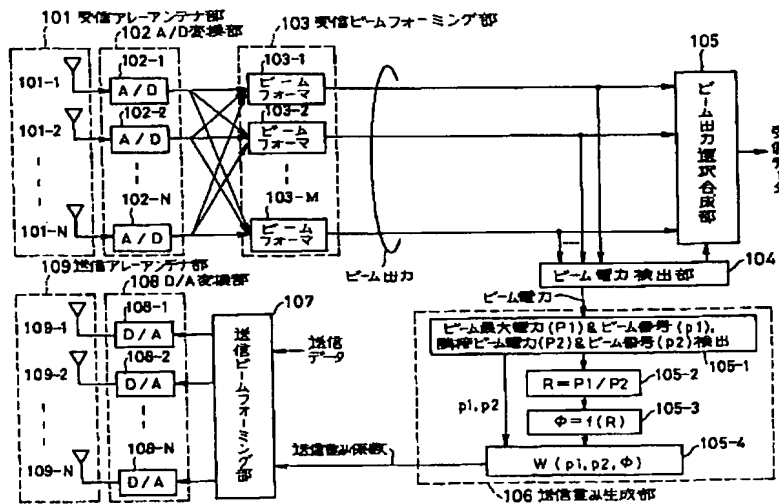 101 受信アレーアンテナ部
102 A/D変換部
103 受信ビームフォーミング部
105
101-1
102-1
A/D
103-1
ビーム
フォーマ
101-2
102-2
A/D
103-2
ビーム
フォーマ
101-N
102-N
A/D
103-M
ビーム
フォーマ
ビーム出力選択合成部
受信データ
ビーム出力
ビーム電力検出部
104
ビーム電力
109 送信アレーアンテナ部
108 D/A変換部
107
109-1
108-1
D/A
109-2
108-2
D/A
109-N
108-N
D/A
送信ビームフォーミング部
送信
データ
送信重み係数
ビーム最大電力(P1)&ビーム番号(p1),
隣接ビーム電力(P2)&ビーム番号(p2)検出
105-1
R=P1/P2
105-2
Φ=f(R)
105-3
p1,p2
W(p1,p2,Φ)
105-4
106 送信重み生成部